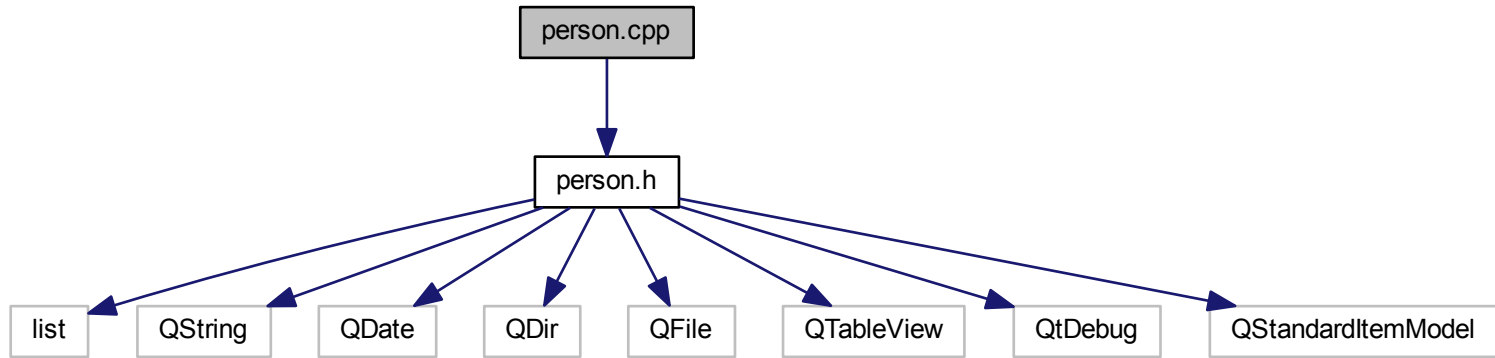 person.cpp
person.h
list
QString
QDate
QDir
QFile
QTableView
QtDebug
QStandardItemModel